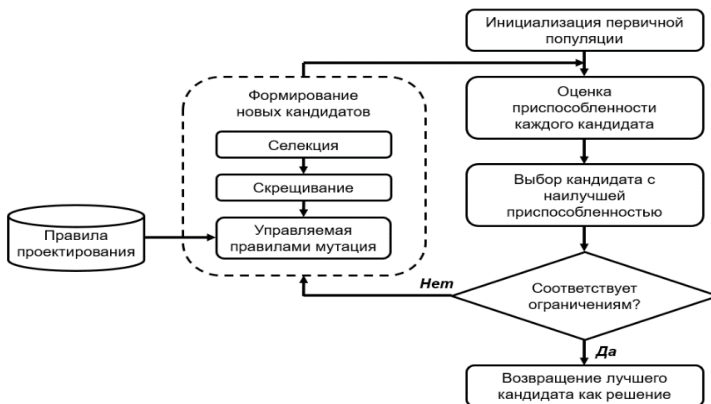 Инициализация первичной
популяции
Формирование
новых кандидатов
Оценка
приспособленности
каждого кандидата
Селекция
Скрещивание
Управляемая
правилами мутация
Правила
проектирования
Выбор кандидата с
наилучшей
приспособленностью
Нет
Соответствует
ограничениям?
Да
Возвращение лучшего
кандидата как решение